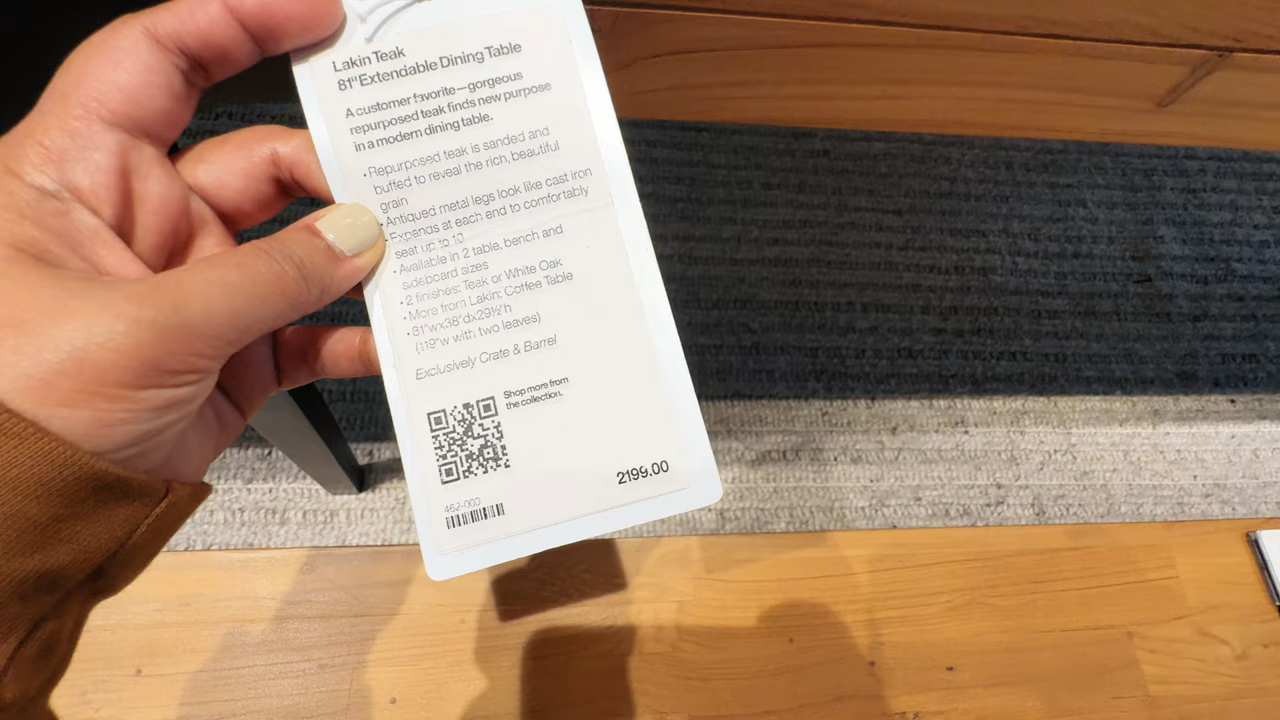 Lakin Teak
81" Extendable Dining Table
A customer favorite—gorgeous
repurposed teak finds new purpose
in a modern dining table.
• Repurposed teak is sanded and
buffed to reveal the rich, beautiful
grain
• Antiqued metal legs look like cast iron
• Expands at each end to comfortably
seat up to 10
• Available in 2 table, bench and
sideboard sizes
• 2 finishes: Teak or White Oak
• More from Lakin: Coffee Table
• 81"wx38"dx29½"h
(119"w with two leaves)
Exclusively Crate & Barrel
Shop more from
the collection.
2199.00
462-003